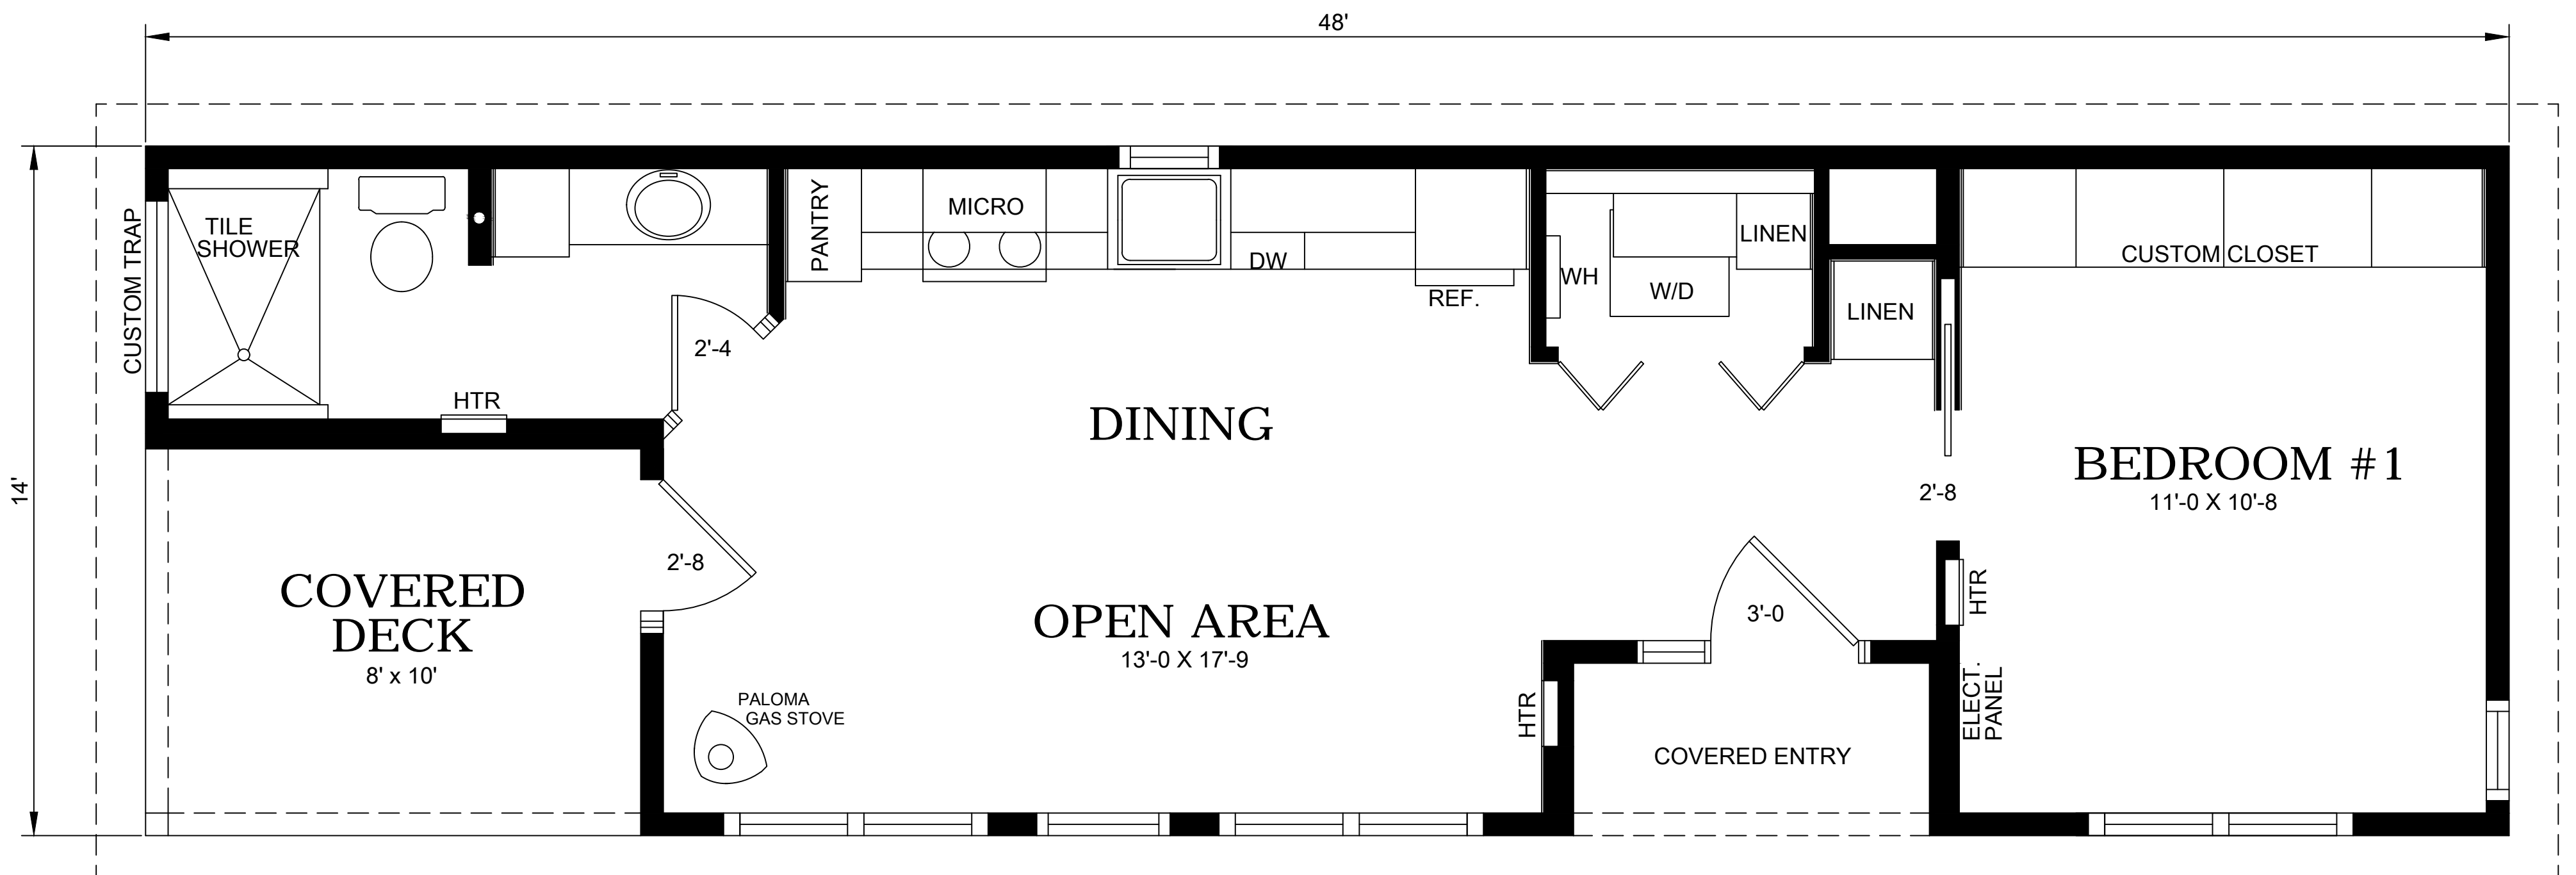 48'
14'
CUSTOM TRAP
TILE
SHOWER
HTR
2'-4
PANTRY
MICRO
DW
REF.
WH
W/D
LINEN
LINEN
CUSTOM CLOSET
DINING
BEDROOM #1
11'-0 X 10'-8
2'-8
COVERED
DECK
8' x 10'
2'-8
OPEN AREA
13'-0 X 17'-9
3'-0
HTR
PALOMA
GAS STOVE
HTR
ELECT.
PANEL
COVERED ENTRY